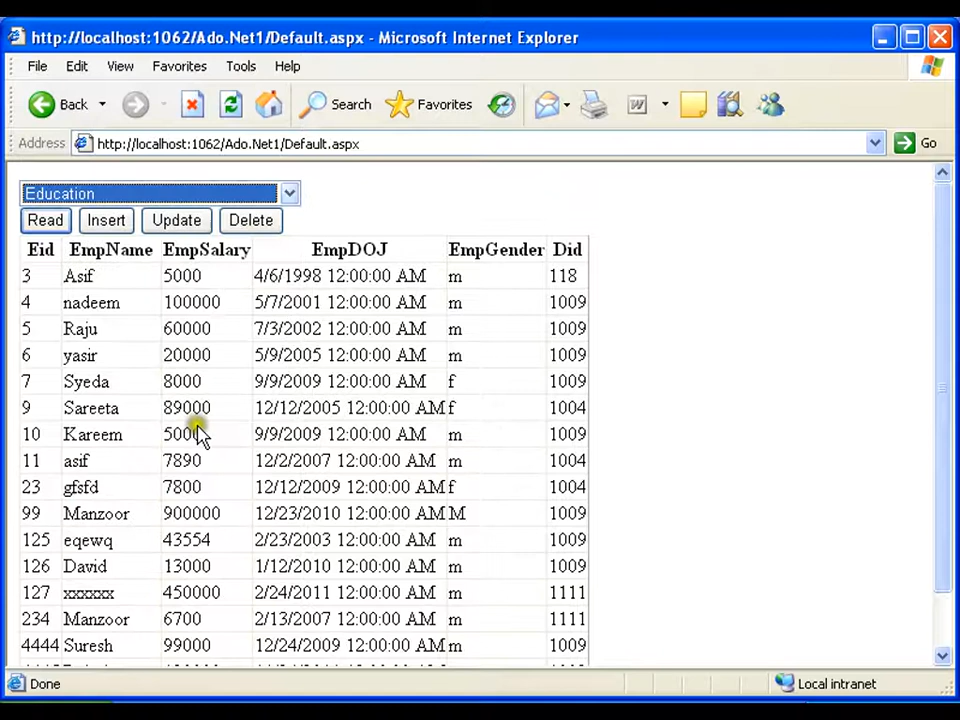 http://localhost:1062/Ado.Net1/Default.aspx - Microsoft Internet Explorer
File Edit View Favorites Tools Help
Back Search Favorites
Address http://localhost:1062/Ado.Net1/Default.aspx Go
Education
Read Insert Update Delete
Eid EmpName EmpSalary EmpDOJ EmpGender Did
3 Asif 5000 4/6/1998 12:00:00 AM m 118
4 nadeem 100000 5/7/2001 12:00:00 AM m 1009
5 Raju 60000 7/3/2002 12:00:00 AM m 1009
6 yasir 20000 5/9/2005 12:00:00 AM m 1009
7 Syeda 8000 9/9/2009 12:00:00 AM f 1009
9 Sareeta 89000 12/12/2005 12:00:00 AM f 1004
10 Kareem 5000 9/9/2009 12:00:00 AM m 1009
11 asif 7890 12/2/2007 12:00:00 AM m 1004
23 gfsfd 7800 12/12/2009 12:00:00 AM f 1004
99 Manzoor 900000 12/23/2010 12:00:00 AM M 1009
125 eqewq 43554 2/23/2003 12:00:00 AM m 1009
126 David 13000 1/12/2010 12:00:00 AM m 1009
127 xxxxxx 450000 2/24/2011 12:00:00 AM m 1111
234 Manzoor 6700 2/13/2007 12:00:00 AM m 1111
4444 Suresh 99000 12/24/2009 12:00:00 AM m 1009
Done Local intranet